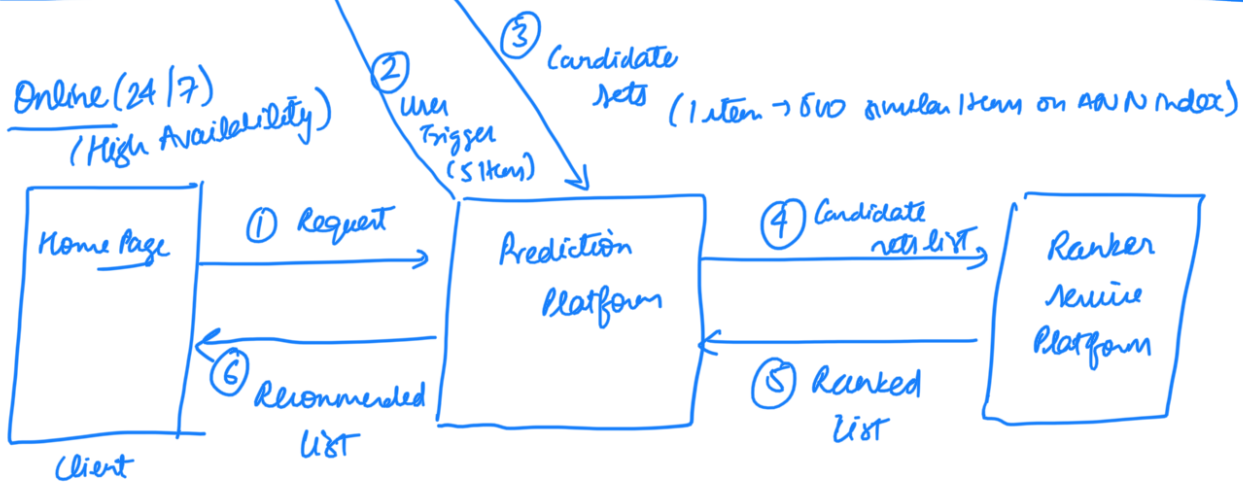 ③
Candidate
sets
(1 item → 500 similar items on ANN index)
Online (24/7)
(High Availability)
②
User
Trigger
(5 items)
Home Page
① Request
Prediction
Platform
④ Candidate
sets list
Ranker
service
Platform
⑥
Recommended
list
⑤ Ranked
list
Client